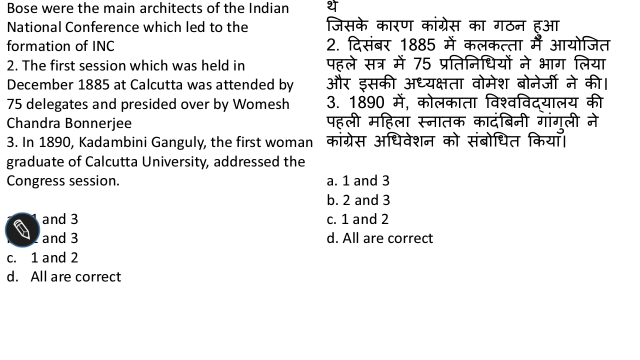 Bose were the main architects of the Indian
National Conference which led to the
formation of INC
2. The first session which was held in
December 1885 at Calcutta was attended by
75 delegates and presided over by Womesh
Chandra Bonnerjee
3. In 1890, Kadambini Ganguly, the first woman
graduate of Calcutta University, addressed the
Congress session.
1 and 3
and 3
c. 1 and 2
d. All are correct
थे
जिसके कारण कांग्रेस का गठन हुआ
2. दिसंबर 1885 में कलकत्ता में आयोजित
पहले सत्र में 75 प्रतिनिधियों ने भाग लिया
और इसकी अध्यक्षता वोमेश बोनेर्जी ने की।
3. 1890 में, कोलकाता विश्वविद्यालय की
पहली महिला स्नातक कादंबिनी गांगुली ने
कांग्रेस अधिवेशन को संबोधित किया।
a. 1 and 3
b. 2 and 3
c. 1 and 2
d. All are correct